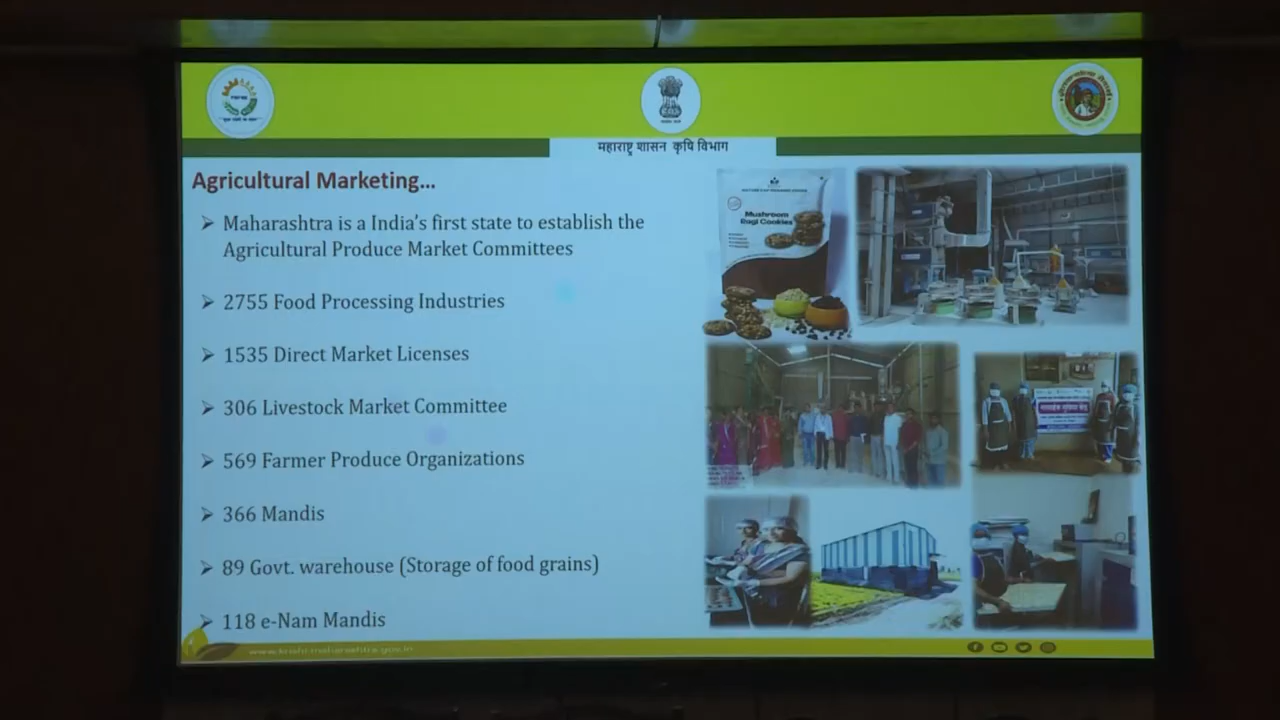 महाराष्ट्र शासन कृषि विभाग
Agricultural Marketing...
Maharashtra is a India's first state to establish the
Agricultural Produce Market Committees
2755 Food Processing Industries
1535 Direct Market Licenses
306 Livestock Market Committee
569 Farmer Produce Organizations
366 Mandis
89 Govt. warehouse (Storage of food grains)
118 e-Nam Mandis
Mushroom
Ragi Cookies
www.krishi.maharashtra.gov.in